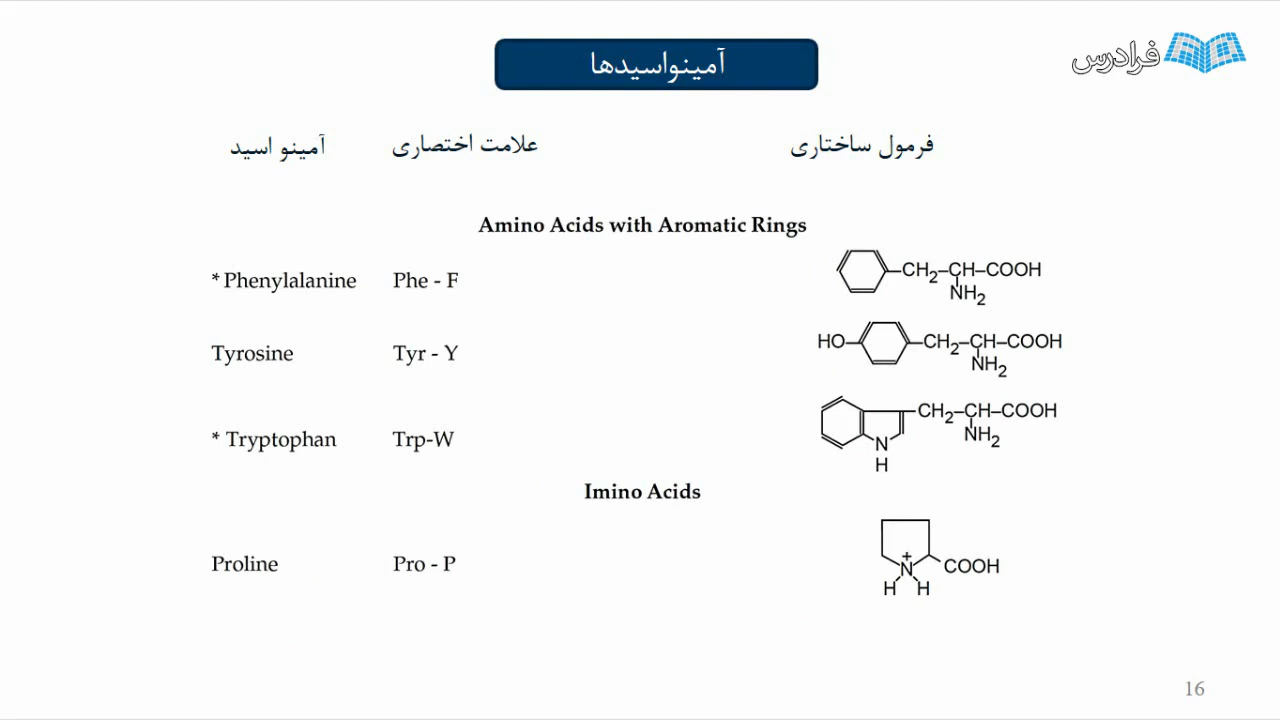 آمینواسیدها
فرادرس
آمینو اسید علامت اختصاری فرمول ساختاری
Amino Acids with Aromatic Rings
* Phenylalanine Phe - F CH2–CH–COOH
NH2
Tyrosine Tyr - Y HO CH2–CH–COOH
NH2
* Tryptophan Trp-W CH2–CH–COOH
N NH2
H
Imino Acids
Proline Pro - P + N COOH
H H
16